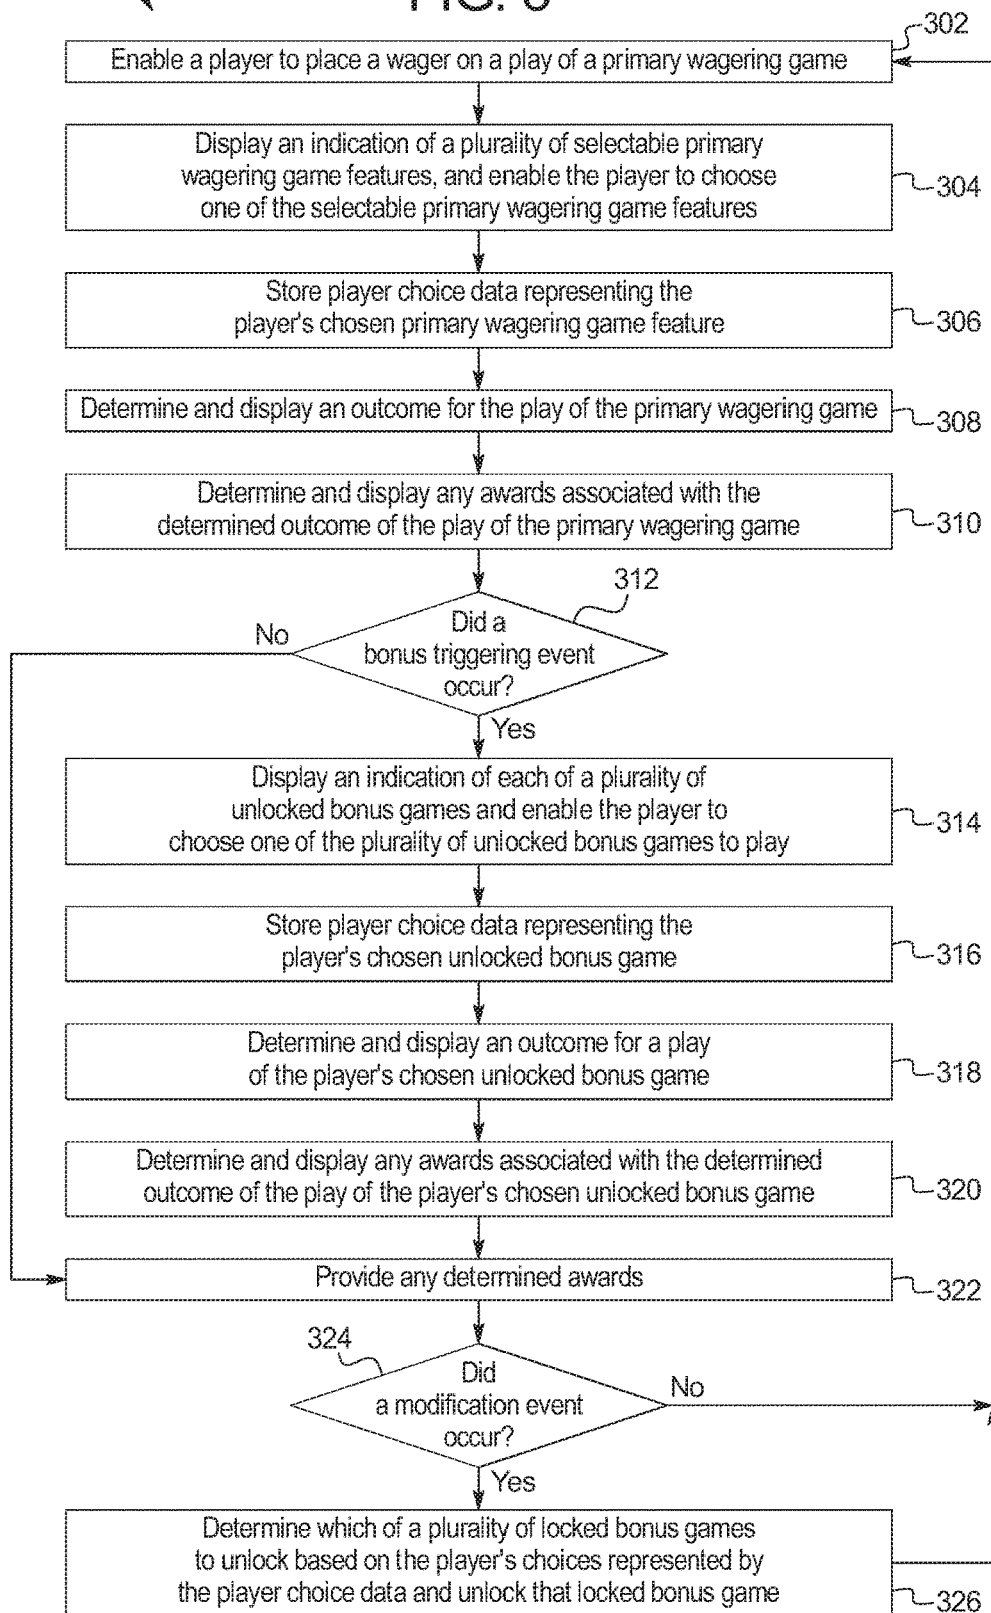 302
Enable a player to place a wager on a play of a primary wagering game
Display an indication of a plurality of selectable primary
wagering game features, and enable the player to choose
one of the selectable primary wagering game features
304
Store player choice data representing the
player's chosen primary wagering game feature
306
Determine and display an outcome for the play of the primary wagering game
308
Determine and display any awards associated with the
determined outcome of the play of the primary wagering game
310
312
Did a
bonus triggering event
occur?
No
Yes
Display an indication of each of a plurality of
unlocked bonus games and enable the player to
choose one of the plurality of unlocked bonus games to play
314
Store player choice data representing the
player's chosen unlocked bonus game
316
Determine and display an outcome for a play
of the player's chosen unlocked bonus game
318
Determine and display any awards associated with the determined
outcome of the play of the player's chosen unlocked bonus game
320
Provide any determined awards
322
324
Did
a modification event
occur?
No
Yes
Determine which of a plurality of locked bonus games
to unlock based on the player's choices represented by
the player choice data and unlock that locked bonus game
326